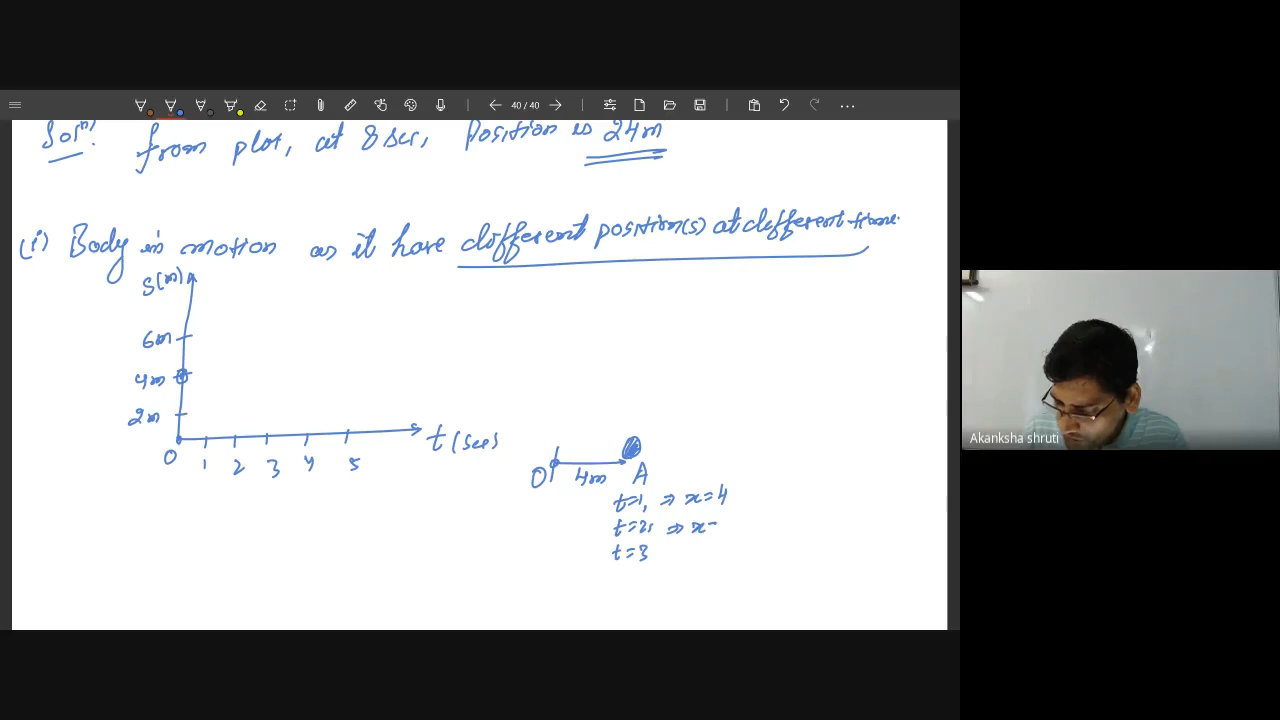 40 / 40
Solⁿ: from plot, at 8 sec, Position is 24m
(i) Body in motion as it have different position(s) at different time.
S(m)
6m
4m
2m
O 1 2 3 4 5 t (sec)
O 4m A
t=1, ⇒ x=4
t=2, ⇒ x-
t=3
Akanksha shruti